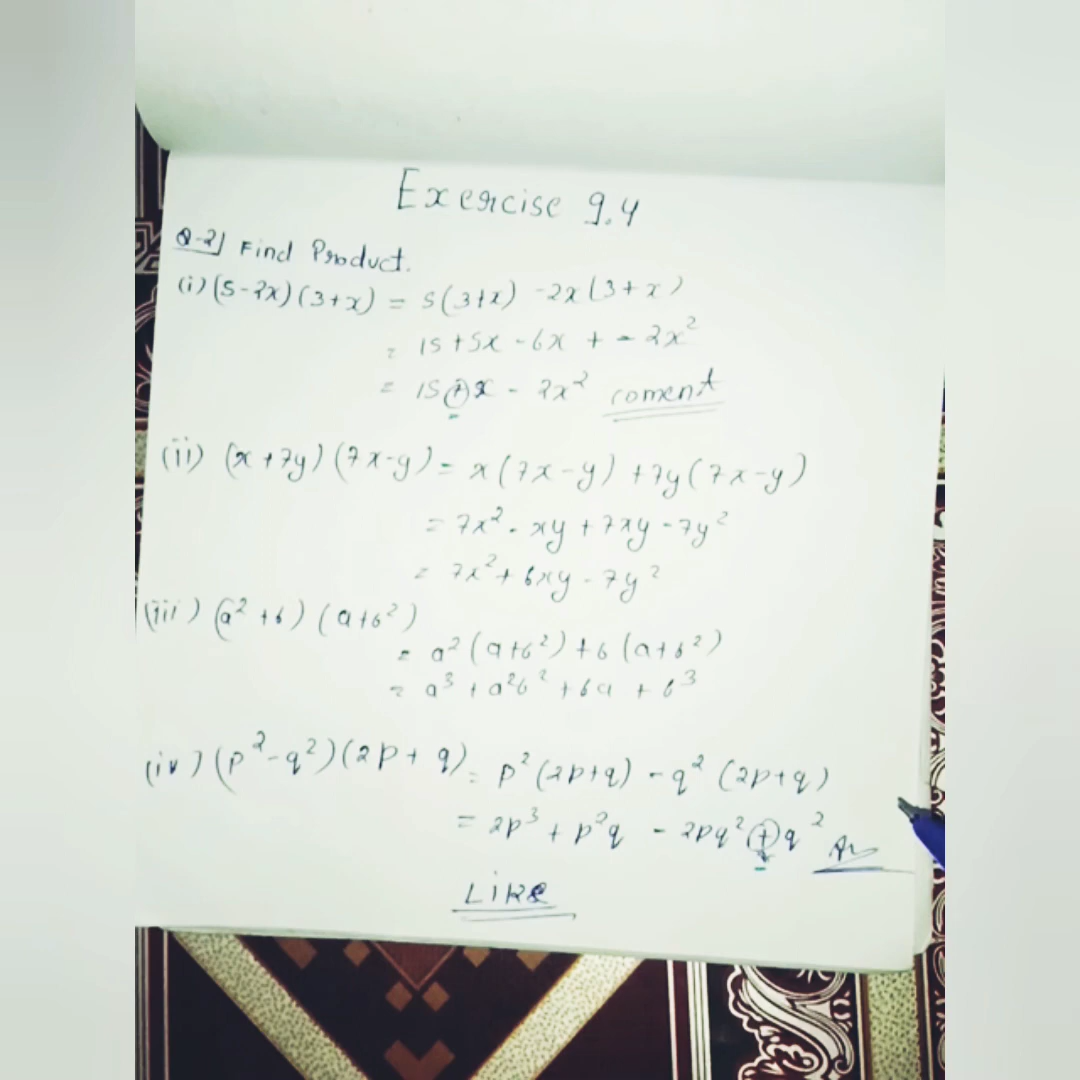 Exercise 9.4
Q-2] Find Product.
(i) (5-2x) (3+x) = 5(3+x) -2x(3+x)
= 15+5x -6x + - 2x²
= 15 + x - 2x² coment
(ii) (x+7y) (7x-y) = x(7x-y) +7y(7x-y)
= 7x² - xy + 7xy - 7y²
= 7x² + 6xy - 7y²
(iii) (a²+b) (a+b²)
= a²(a+b²) +b(a+b²)
= a³ + a²b² + ba + b³
(iv) (p²-q²)(2p+q) = p²(2p+q) - q²(2p+q)
= 2p³ + p²q - 2pq² + q² An
Like